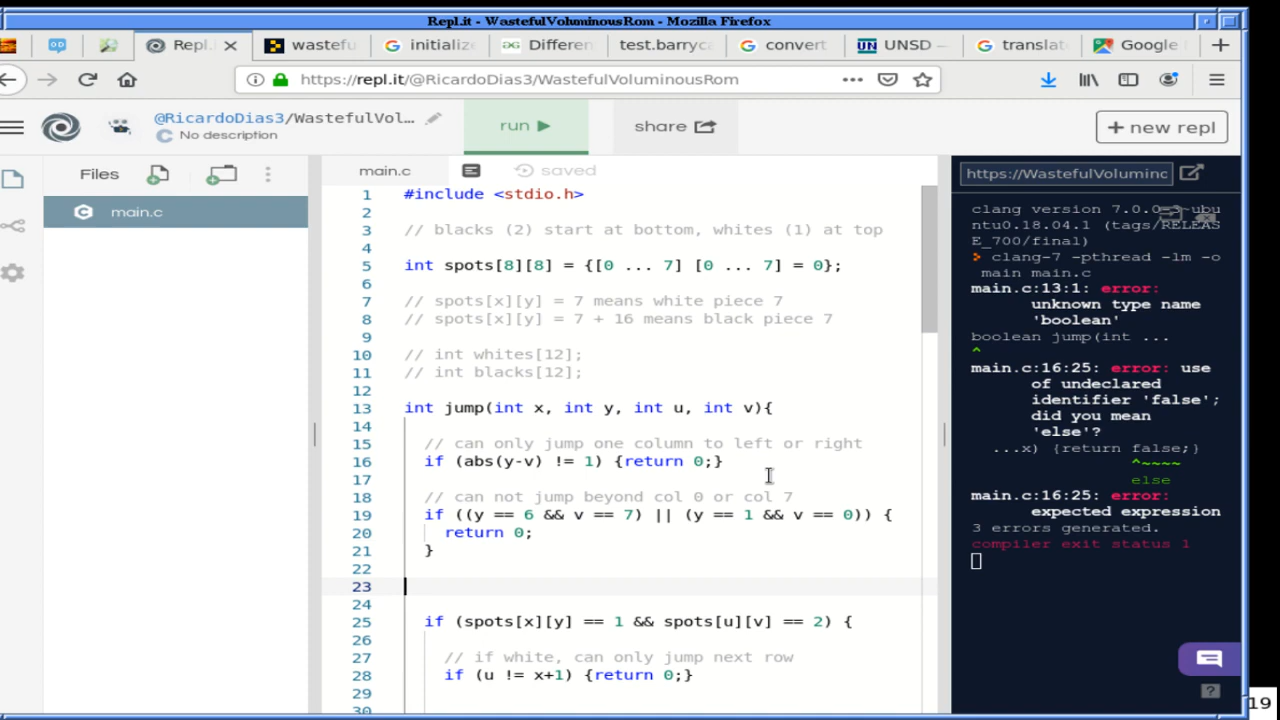 Repl.it - WastefulVoluminousRom - Mozilla Firefox
Repl.
wastefu
initialize
Differen
test.barryca
convert
UN UNSD —
translat
Google
https://repl.it/@RicardoDias3/WastefulVoluminousRom
@RicardoDias3/WastefulVol...
No description
run
share
+ new repl
Files
main.c
saved
https://WastefulVoluminc
main.c
1 #include <stdio.h>
2
3 // blacks (2) start at bottom, whites (1) at top
4
5 int spots[8][8] = {[0 ... 7] [0 ... 7] = 0};
6
7 // spots[x][y] = 7 means white piece 7
8 // spots[x][y] = 7 + 16 means black piece 7
9
10 // int whites[12];
11 // int blacks[12];
12
13 int jump(int x, int y, int u, int v){
14
15 // can only jump one column to left or right
16 if (abs(y-v) != 1) {return 0;}
17
18 // can not jump beyond col 0 or col 7
19 if ((y == 6 && v == 7) || (y == 1 && v == 0)) {
20 return 0;
21 }
22
23
24
25 if (spots[x][y] == 1 && spots[u][v] == 2) {
26
27 // if white, can only jump next row
28 if (u != x+1) {return 0;}
29
30
clang version 7.0.0-3~ubu
ntu0.18.04.1 (tags/RELEAS
E_700/final)
clang-7 -pthread -lm -o
main main.c
main.c:13:1: error:
unknown type name
'boolean'
boolean jump(int ...
^
main.c:16:25: error: use
of undeclared
identifier 'false';
did you mean
'else'?
...x) {return false;}
^~~~~
else
main.c:16:25: error:
expected expression
3 errors generated.
compiler exit status 1
?
19